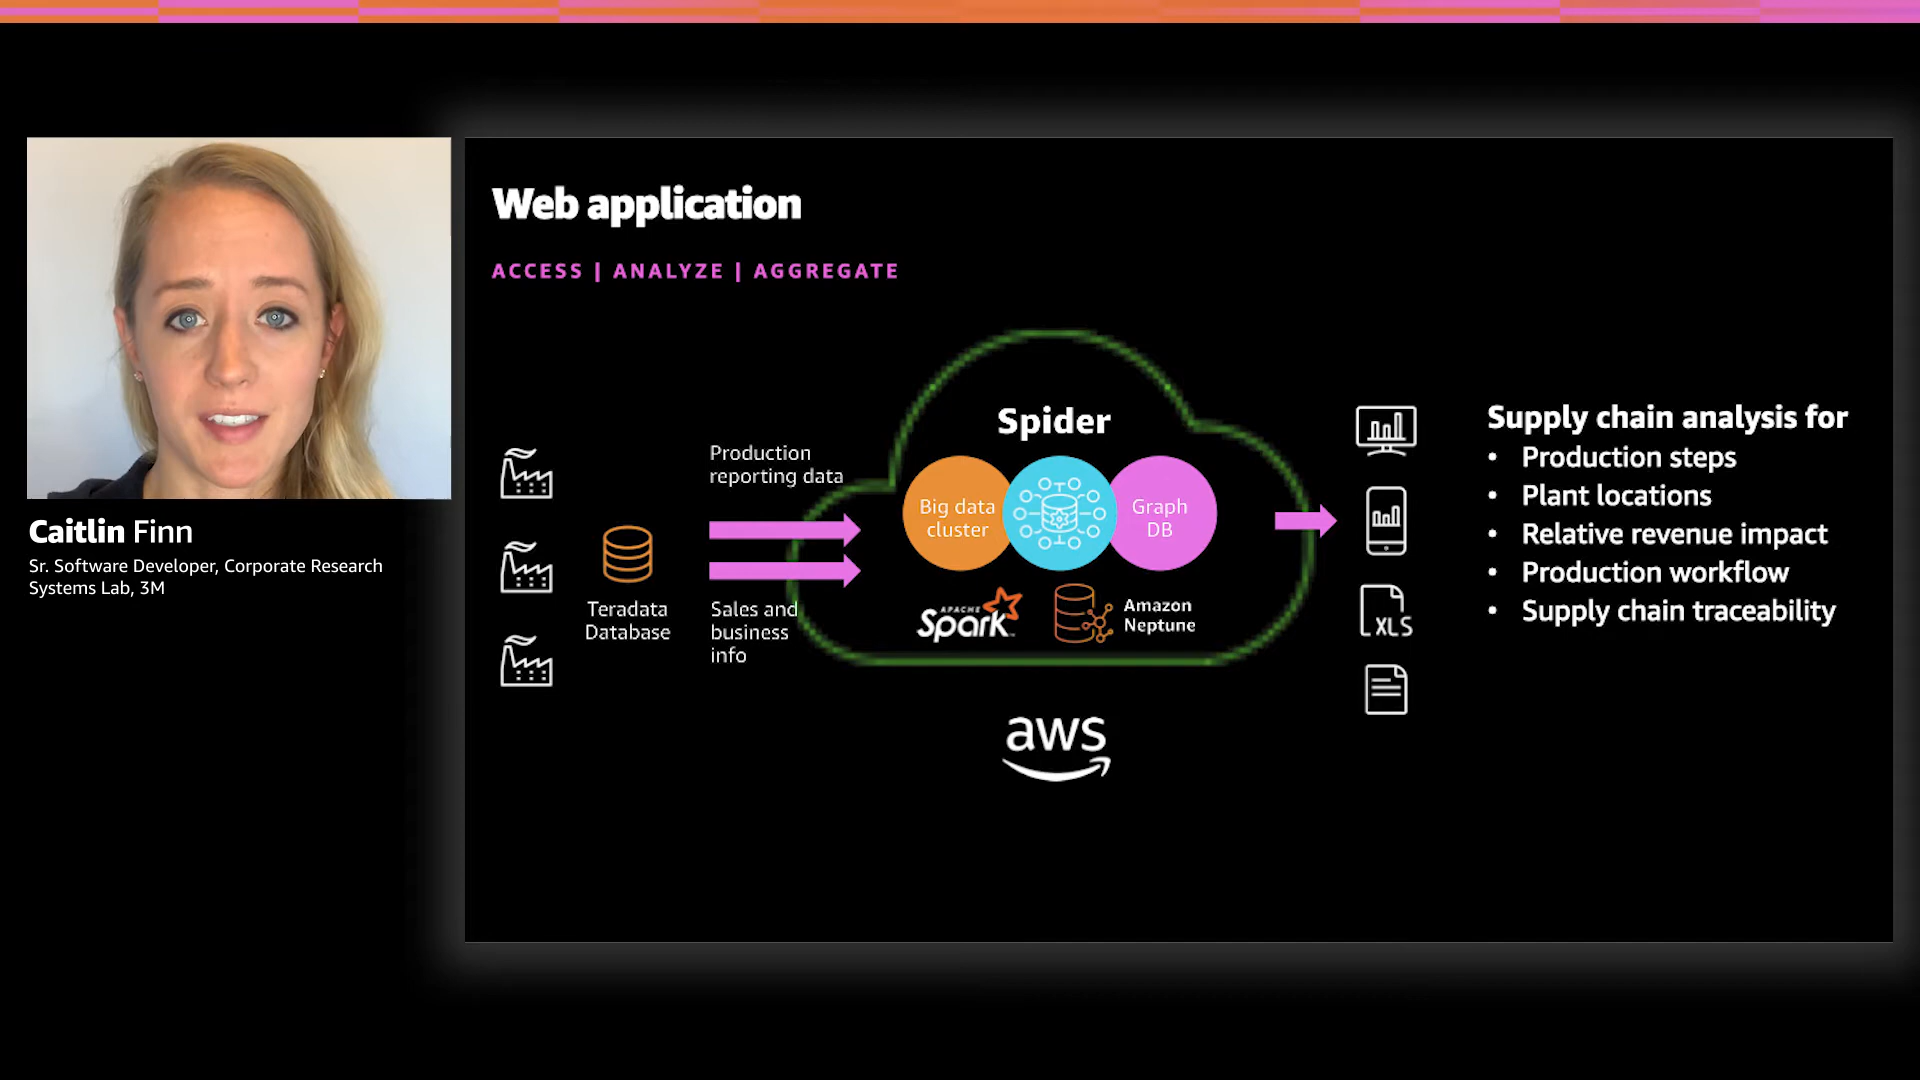 Web application
ACCESS | ANALYZE | AGGREGATE
Caitlin Finn
Sr. Software Developer, Corporate Research
Systems Lab, 3M
Teradata
Database
Production
reporting data
Sales and
business
info
Spider
Big data
cluster
Graph
DB
APACHE
Spark™
Amazon
Neptune
aws
XLS
Supply chain analysis for
• Production steps
• Plant locations
• Relative revenue impact
• Production workflow
• Supply chain traceability